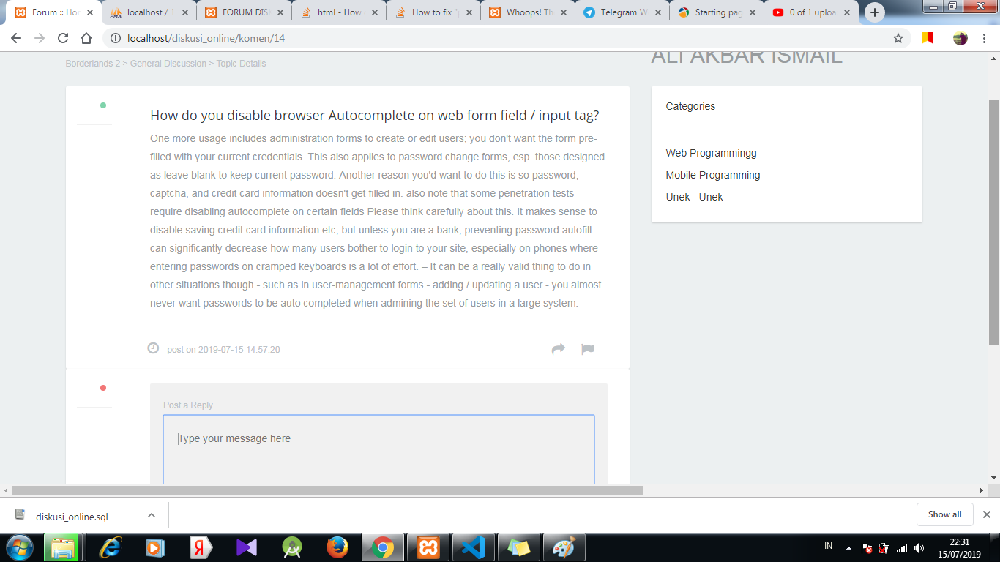 Forum :: Hor
localhost / 1
FORUM DIS
html - How
How to fix "
Whoops! Th
Telegram W
Starting pag
0 of 1 uploa
localhost/diskusi_online/komen/14
Borderlands 2 > General Discussion > Topic Details
ALI AKBAR ISMAIL
How do you disable browser Autocomplete on web form field / input tag?
One more usage includes administration forms to create or edit users; you don't want the form pre-
filled with your current credentials. This also applies to password change forms, esp. those designed
as leave blank to keep current password. Another reason you'd want to do this is so password,
captcha, and credit card information doesn't get filled in. also note that some penetration tests
require disabling autocomplete on certain fields Please think carefully about this. It makes sense to
disable saving credit card information etc, but unless you are a bank, preventing password autofill
can significantly decrease how many users bother to login to your site, especially on phones where
entering passwords on cramped keyboards is a lot of effort. – It can be a really valid thing to do in
other situations though - such as in user-management forms - adding / updating a user - you almost
never want passwords to be auto completed when admining the set of users in a large system.
post on 2019-07-15 14:57:20
Post a Reply
Type your message here
Categories
Web Programmingg
Mobile Programming
Unek - Unek
diskusi_online.sql
Show all
IN
22:31
15/07/2019